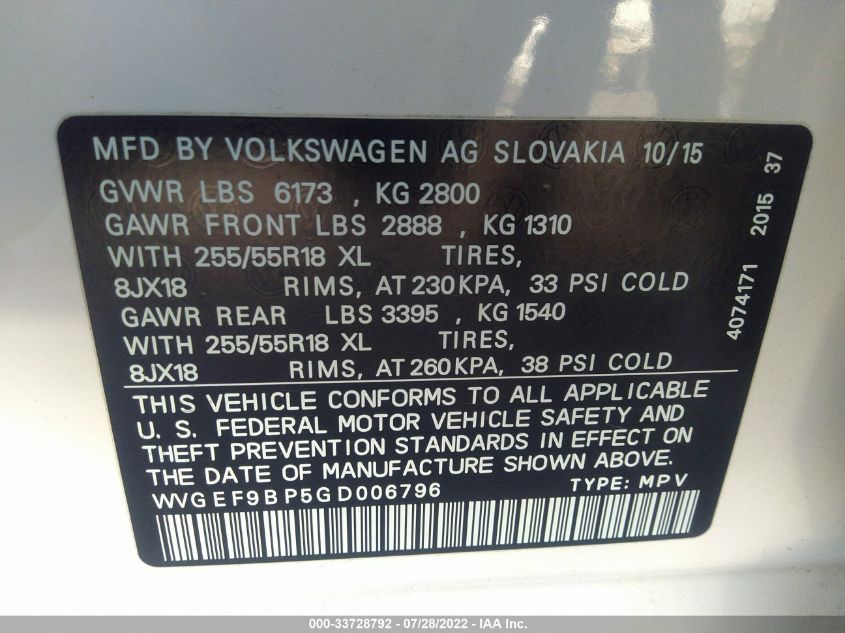 MFD BY VOLKSWAGEN AG SLOVAKIA 10/15
GVWR LBS 6173 , KG 2800
GAWR FRONT LBS 2888 , KG 1310
WITH 255/55R18 XL TIRES,
8JX18 RIMS, AT 230KPA, 33 PSI COLD
GAWR REAR LBS 3395 , KG 1540
WITH 255/55R18 XL TIRES,
8JX18 RIMS, AT 260KPA, 38 PSI COLD
4074171 2015 37
THIS VEHICLE CONFORMS TO ALL APPLICABLE
U. S. FEDERAL MOTOR VEHICLE SAFETY AND
THEFT PREVENTION STANDARDS IN EFFECT ON
THE DATE OF MANUFACTURE SHOWN ABOVE.
WVGEF9BP5GD006796 TYPE: MPV
000-33728792 - 07/28/2022 - IAA Inc.